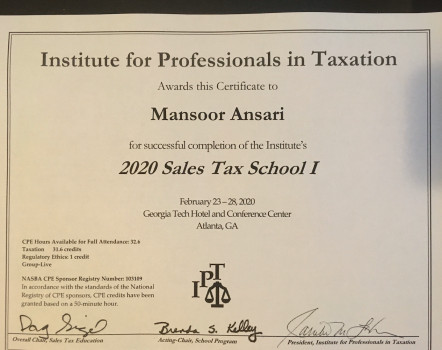 Institute for Professionals in Taxation
Awards this Certificate to
Mansoor Ansari
for successful completion of the Institute's
2020 Sales Tax School I
February 23 – 28, 2020
Georgia Tech Hotel and Conference Center
Atlanta, GA
CPE Hours Available for Full Attendance: 32.6
Taxation 31.6 credits
Regulatory Ethics: 1 credit
Group-Live
NASBA CPE Sponsor Registry Number: 103109
In accordance with the standards of the National
Registry of CPE sponsors, CPE credits have been
granted based on a 50-minute hour.
IPT
Brenda S. Kelley
Overall Chair, Sales Tax Education
Acting-Chair, School Program
President, Institute for Professionals in Taxation